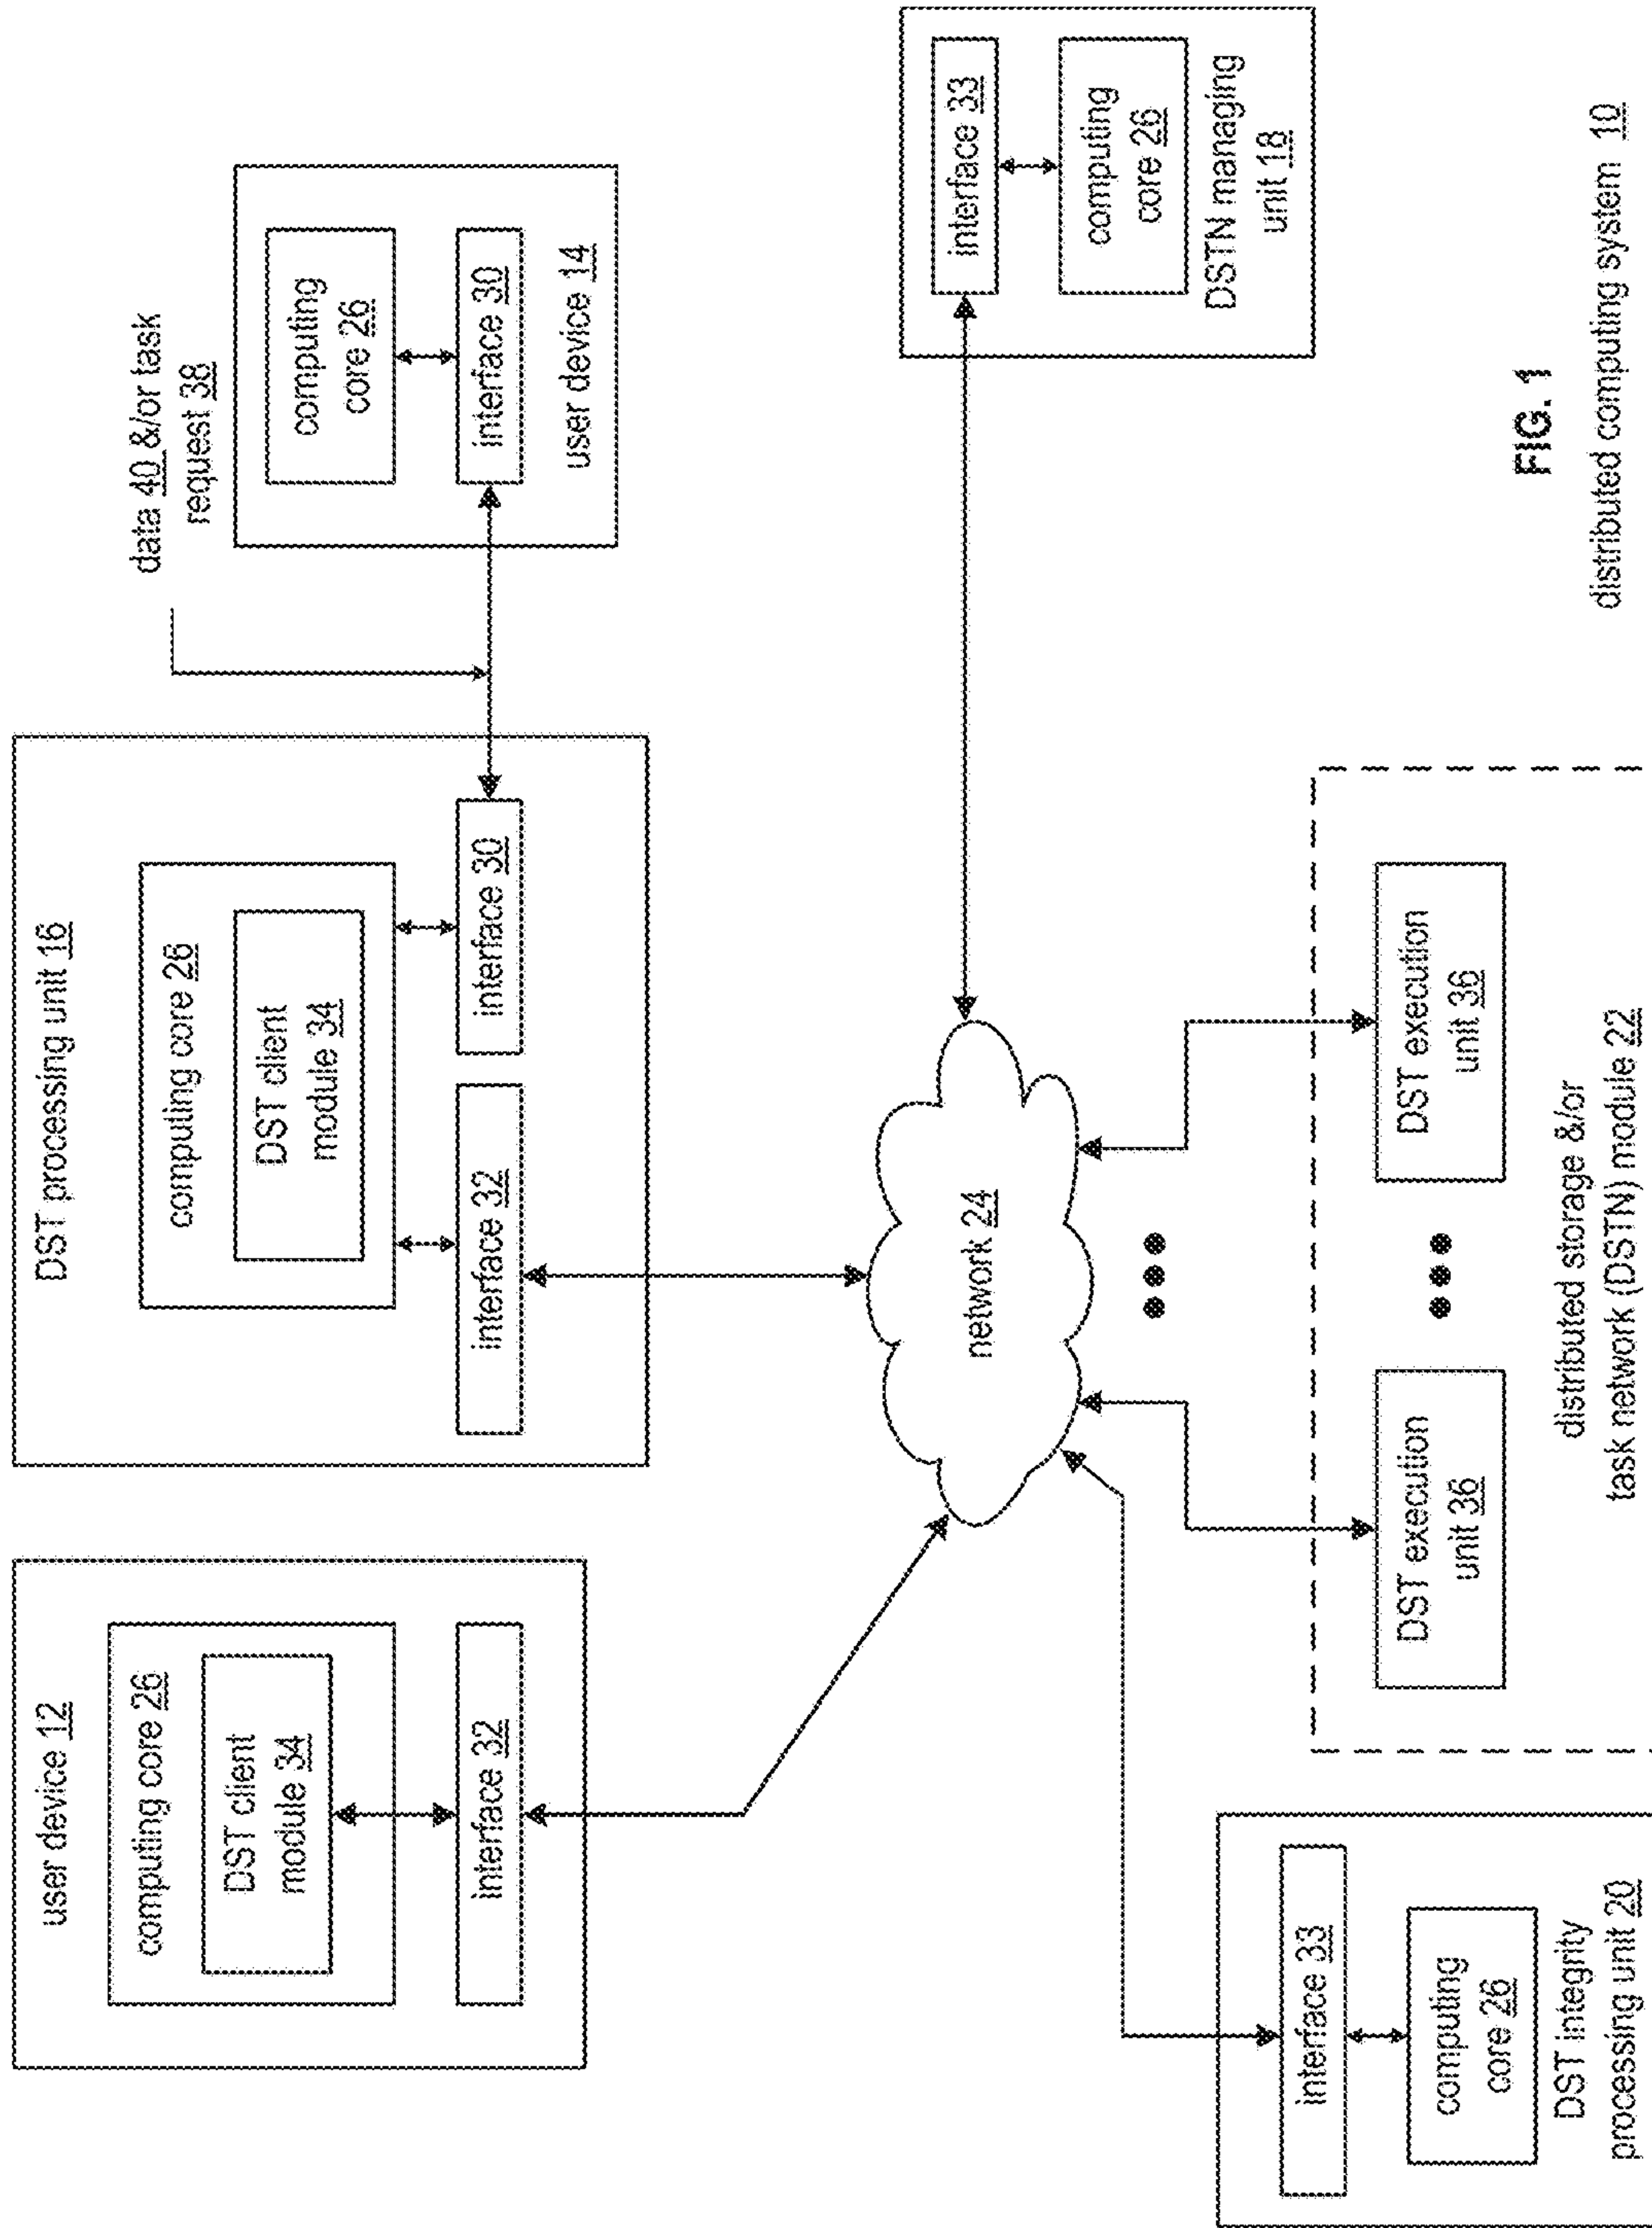 user device 12
computing core 26
DST client
module 34
interface 32
DST processing unit 16
computing core 26
DST client
module 34
interface 32
interface 30
data 40 &/or task
request 38
computing
core 26
interface 30
user device 14
network 24
interface 33
computing
core 26
DSTN managing
unit 18
interface 33
computing
core 26
DST integrity
processing unit 20
DST execution
unit 36
DST execution
unit 36
distributed storage &/or
task network (DSTN) module 22
FIG. 1
distributed computing system 10